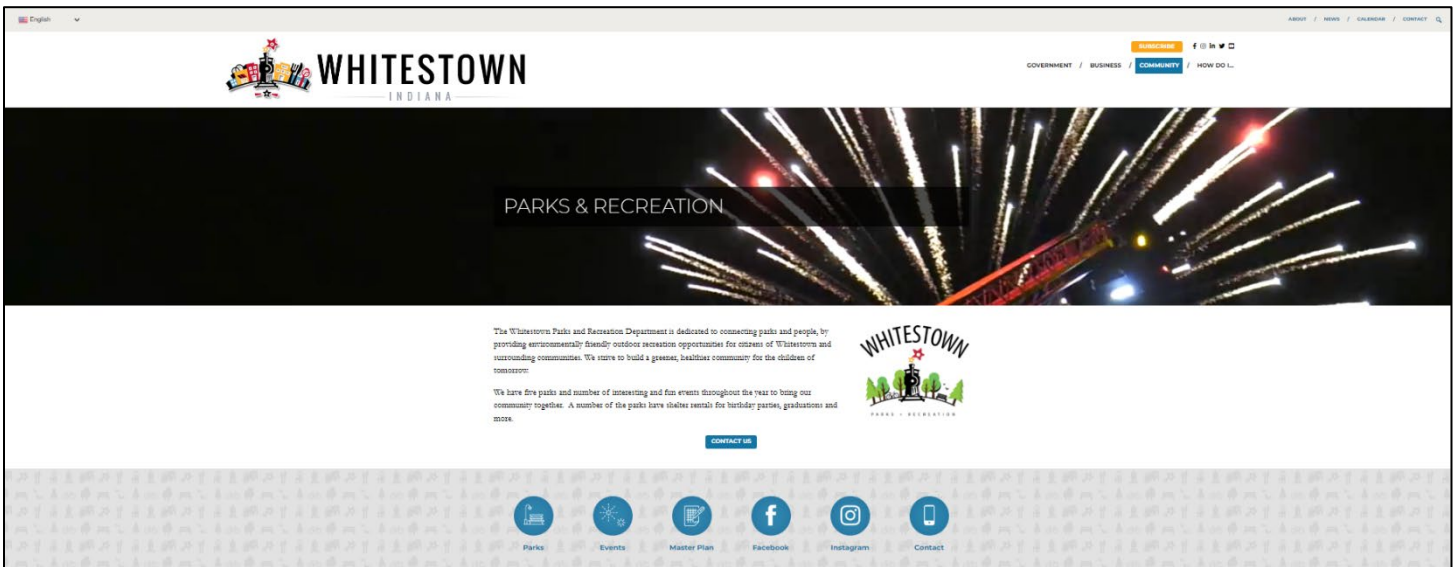 English
ABOUT / NEWS / CALENDAR / CONTACT
WHITESTOWN
INDIANA
SUBSCRIBE
GOVERNMENT / BUSINESS / COMMUNITY / HOW DO I...
PARKS & RECREATION
The Whitestown Parks and Recreation Department is dedicated to connecting parks and people, by
providing environmentally friendly outdoor recreation opportunities for citizens of Whitestown and
surrounding communities. We strive to build a greener, healthier community for the children of
tomorrow.
We have five parks and number of interesting and fun events throughout the year to bring our
community together. A number of the parks have shelter rentals for birthday parties, graduations and
more.
WHITESTOWN
PARKS + RECREATION
CONTACT US
Parks
Events
Master Plan
Facebook
Instagram
Contact